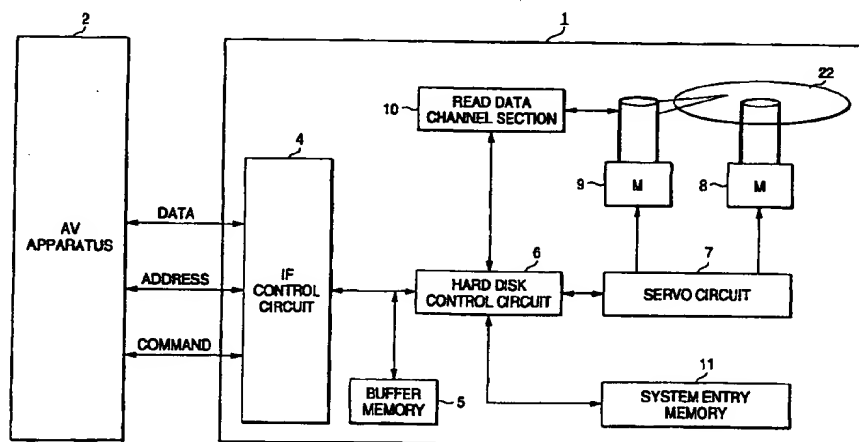 2
1
22
10
READ DATA
CHANNEL SECTION
4
9
M
8
M
AV
APPARATUS
DATA
IF
CONTROL
CIRCUIT
6
HARD DISK
CONTROL CIRCUIT
7
SERVO CIRCUIT
ADDRESS
COMMAND
BUFFER
MEMORY
5
11
SYSTEM ENTRY
MEMORY